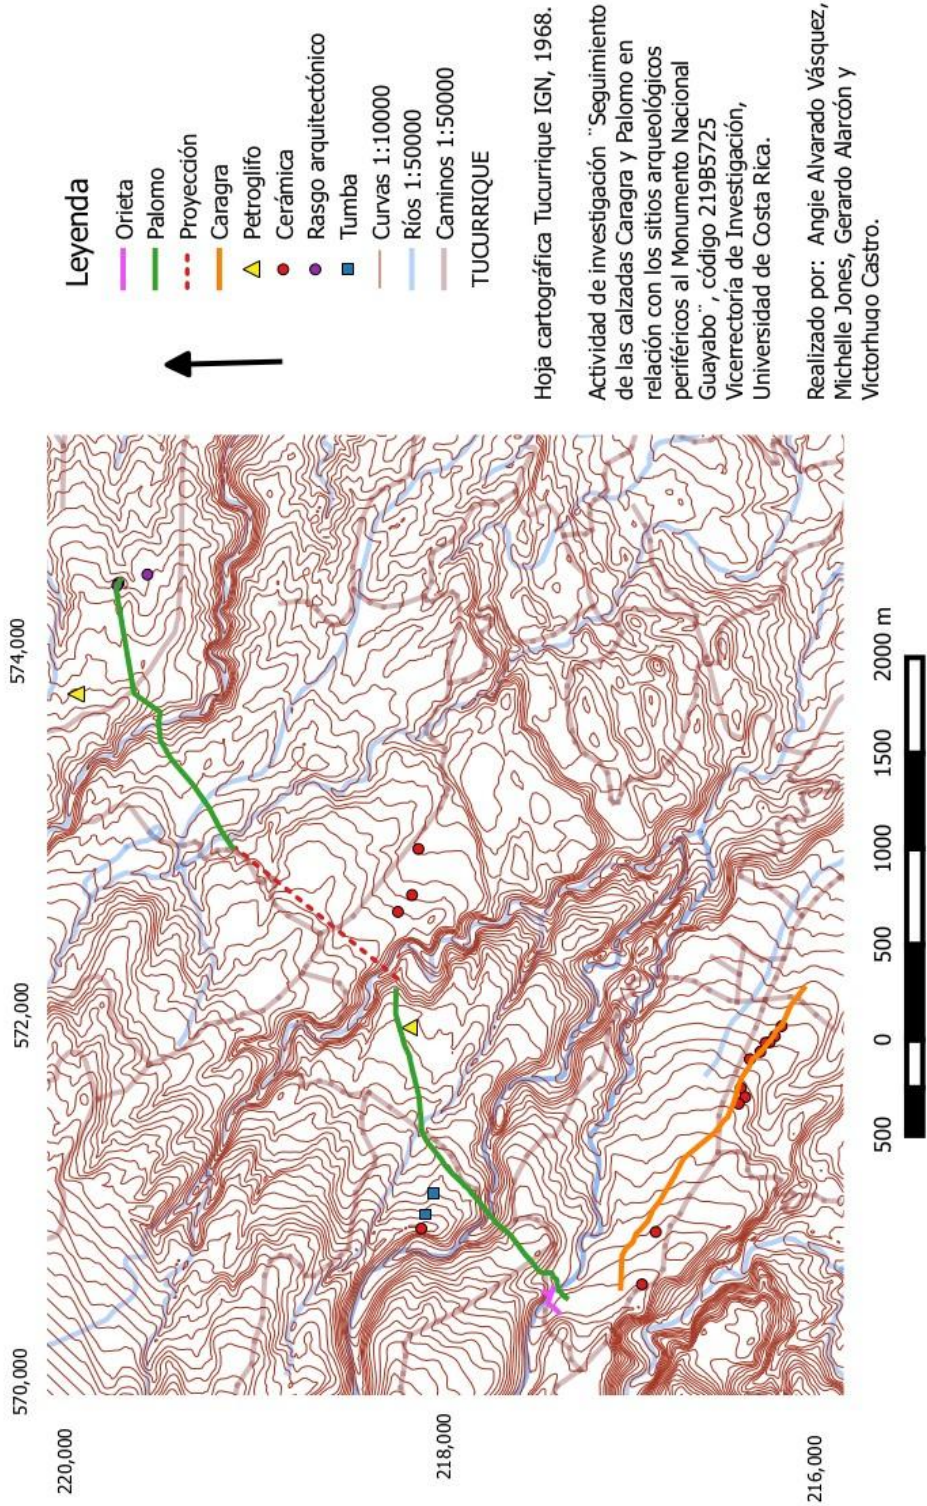 Leyenda
Orieta
Palomo
Proyección
Caragra
Petroglifo
Cerámica
Rasgo arquitectónico
Tumba
Curvas 1:10000
Ríos 1:50000
Caminos 1:50000
TUCURRIQUE
Hoja cartográfica Tucurrique IGN, 1968.
Actividad de investigación ¨Seguimiento
de las calzadas Caragra y Palomo en
relación con los sitios arqueológicos
periféricos al Monumento Nacional
Guayabo¨, código 219B5725
Vicerrectoría de Investigación,
Universidad de Costa Rica.
Realizado por: Angie Alvarado Vásquez,
Michelle Jones, Gerardo Alarcón y
Victorhugo Castro.
570,000
572,000
574,000
220,000
218,000
216,000
500 0 500 1000 1500 2000 m